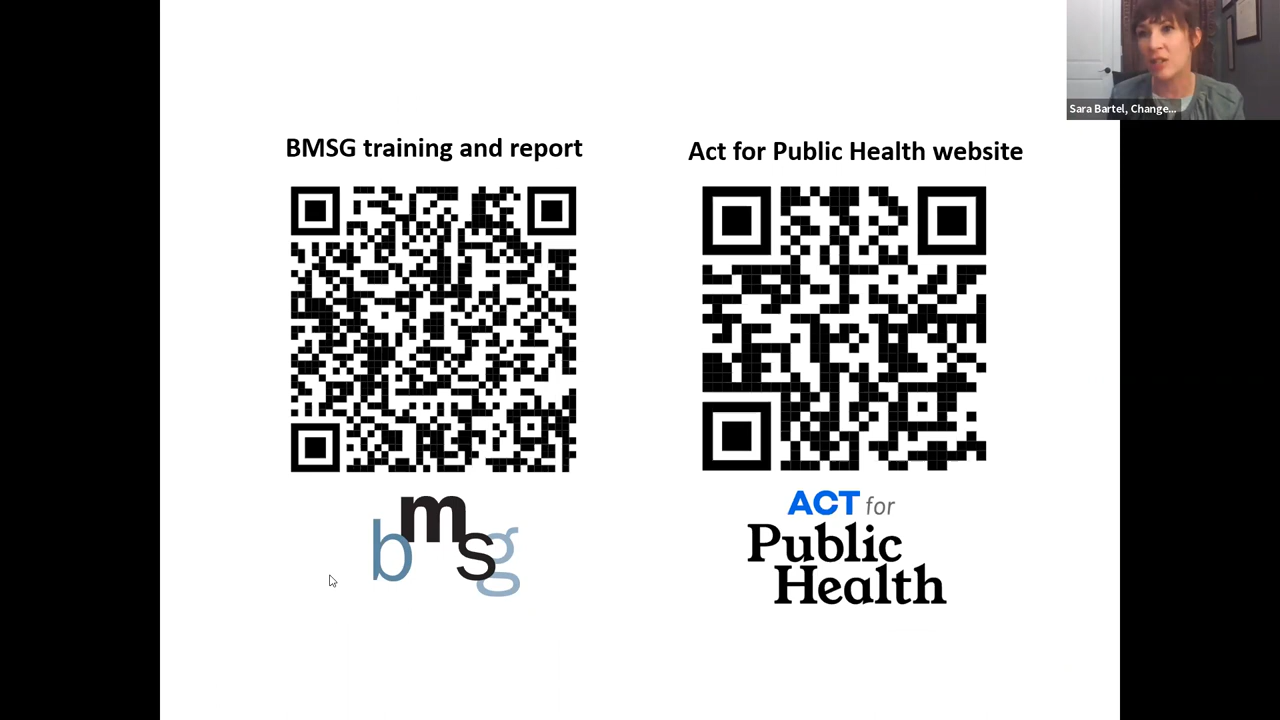 Sara Bartel, Change...
BMSG training and report
Act for Public Health website
bmsg
ACT for
Public
Health